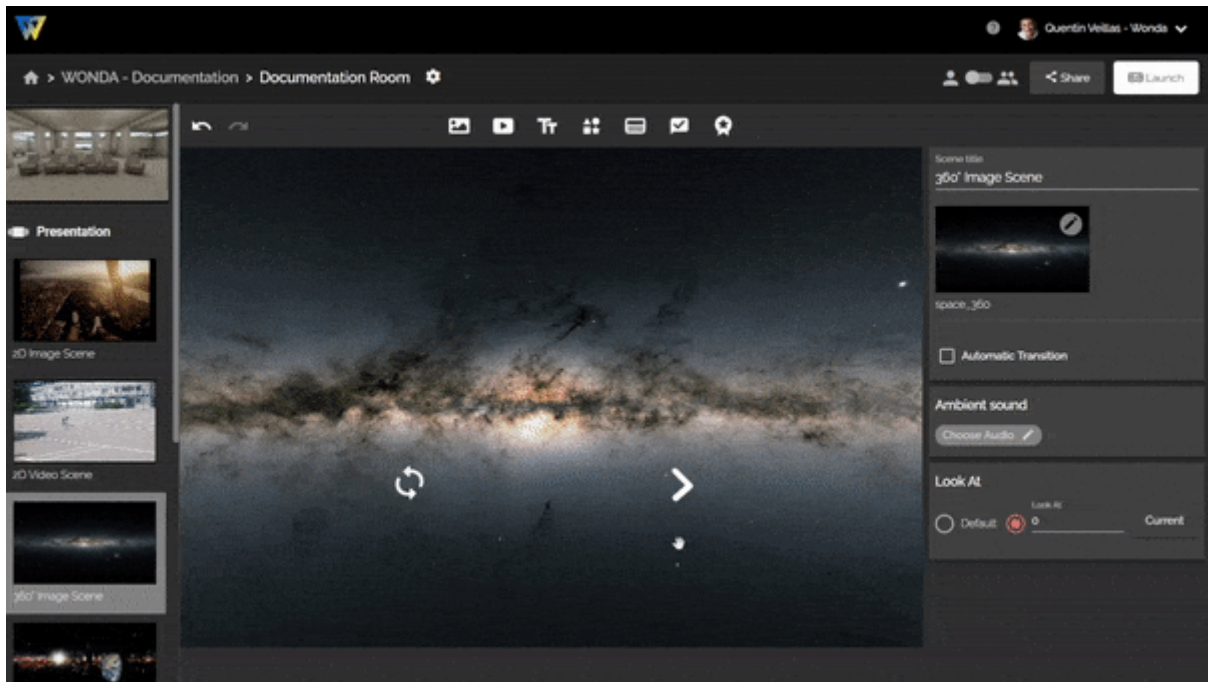 Quentin Veillas - Wonda
> WONDA - Documentation > Documentation Room
Share
Launch
Tr
Scene title
360° Image Scene
Presentation
space_360
2D Image Scene
Automatic Transition
Ambient sound
Choose Audio
2D Video Scene
Look At
Look At
Default
0
Current
360° Image Scene